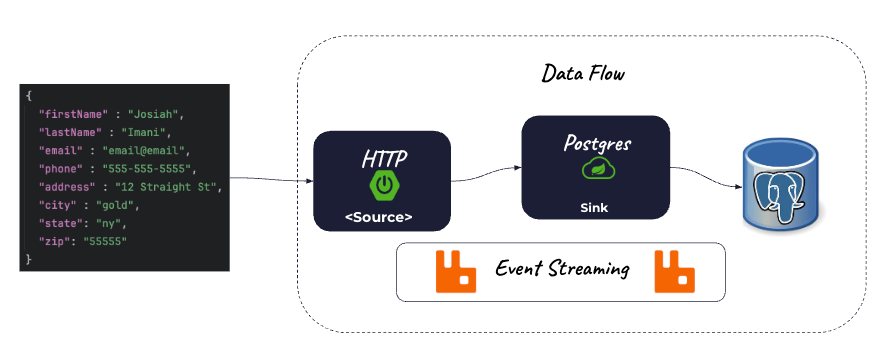 {
"firstName" : "Josiah",
"lastName" : "Imani",
"email" : "email@email",
"phone" : "555-555-5555",
"address" : "12 Straight St",
"city" : "gold",
"state": "ny",
"zip": "55555"
}
Data Flow
HTTP
<Source>
Postgres
Sink
Event Streaming